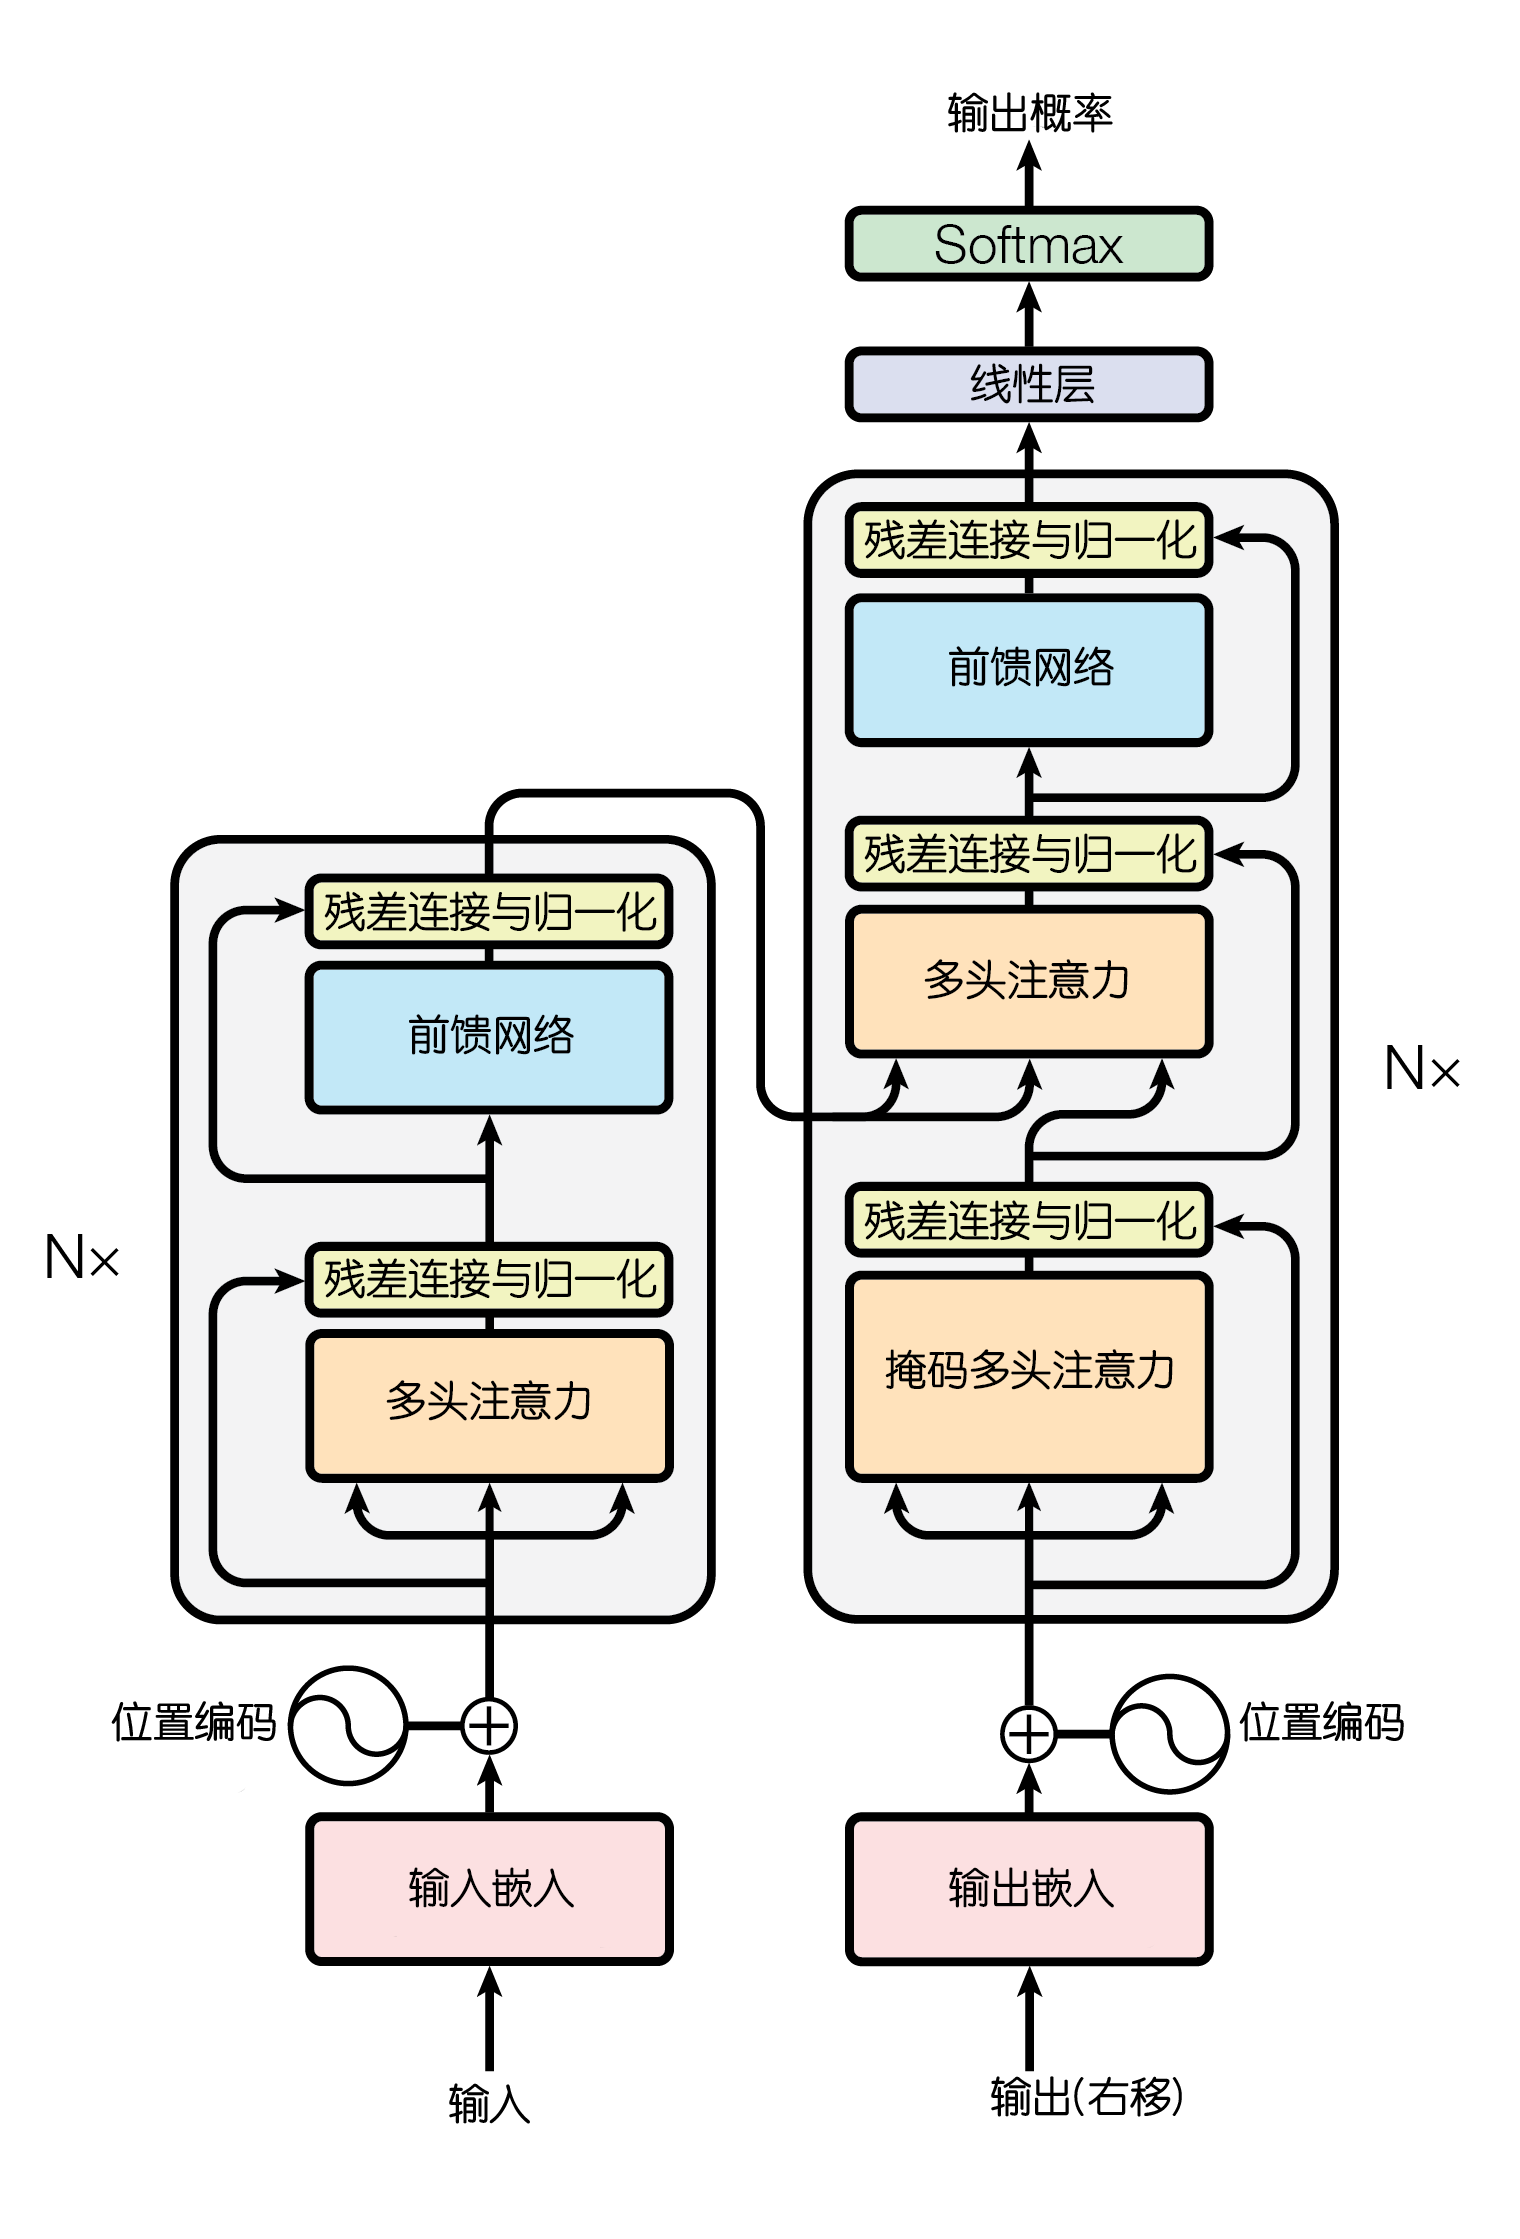 输出概率
Softmax
线性层
残差连接与归一化
前馈网络
残差连接与归一化
多头注意力
残差连接与归一化
掩码多头注意力
N×
残差连接与归一化
前馈网络
残差连接与归一化
多头注意力
N×
位置编码
位置编码
输入嵌入
输出嵌入
输入
输出(右移)